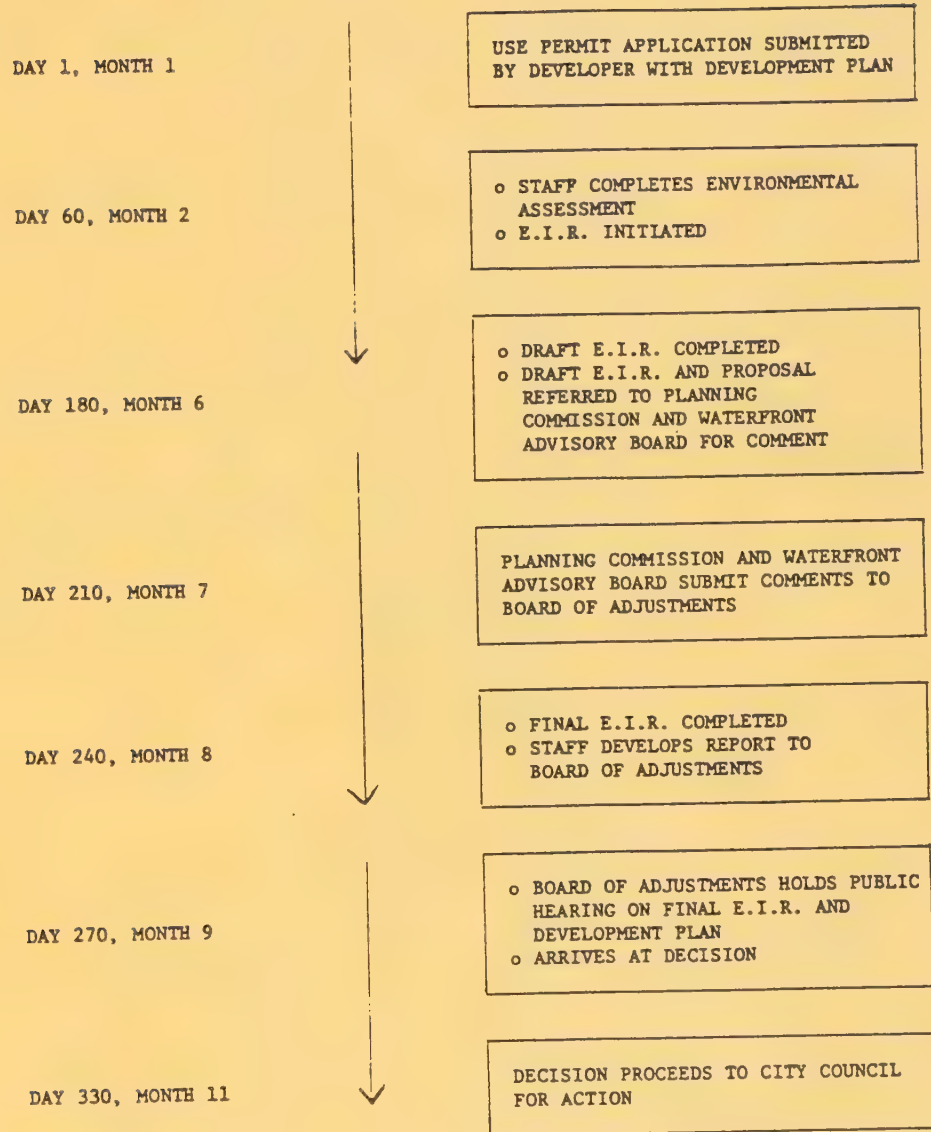 DAY 1, MONTH 1
USE PERMIT APPLICATION SUBMITTED
BY DEVELOPER WITH DEVELOPMENT PLAN
DAY 60, MONTH 2
o STAFF COMPLETES ENVIRONMENTAL
ASSESSMENT
o E.I.R. INITIATED
DAY 180, MONTH 6
o DRAFT E.I.R. COMPLETED
o DRAFT E.I.R. AND PROPOSAL
REFERRED TO PLANNING
COMMISSION AND WATERFRONT
ADVISORY BOARD FOR COMMENT
DAY 210, MONTH 7
PLANNING COMMISSION AND WATERFRONT
ADVISORY BOARD SUBMIT COMMENTS TO
BOARD OF ADJUSTMENTS
DAY 240, MONTH 8
o FINAL E.I.R. COMPLETED
o STAFF DEVELOPS REPORT TO
BOARD OF ADJUSTMENTS
DAY 270, MONTH 9
o BOARD OF ADJUSTMENTS HOLDS PUBLIC
HEARING ON FINAL E.I.R. AND
DEVELOPMENT PLAN
o ARRIVES AT DECISION
DAY 330, MONTH 11
DECISION PROCEEDS TO CITY COUNCIL
FOR ACTION